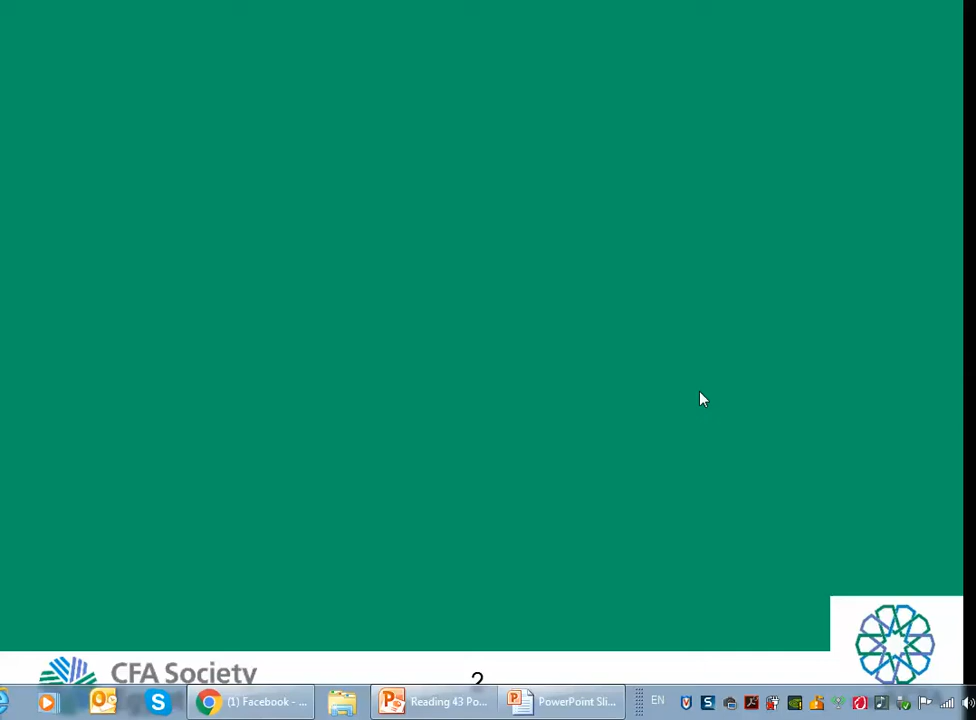 CFA Society
2
(1) Facebook - ...
Reading 43 Po...
PowerPoint Sli...
EN